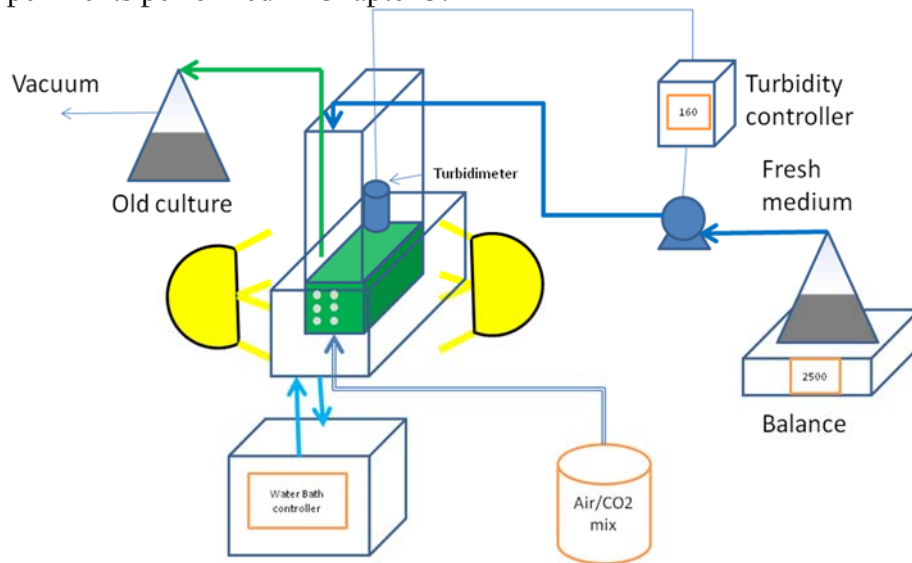 Vacuum
Old culture
Turbidimeter
160
Turbidity
controller
Fresh
medium
2500
Balance
Water Bath
controller
Air/CO2
mix